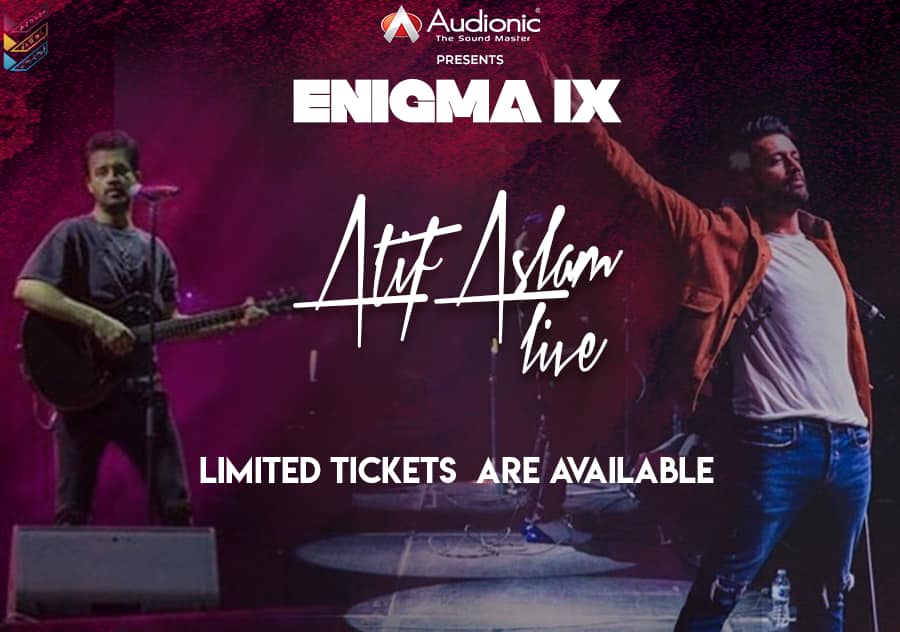 Audionic®
The Sound Master
PRESENTS
ENIGMA IX
Atif Aslam
live
LIMITED TICKETS ARE AVAILABLE